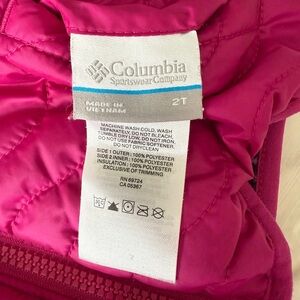 Columbia
Sportswear Company
MADE IN
VIETNAM
2T
MACHINE WASH COLD, WASH
SEPARATELY, DO NOT BLEACH,
TUMBLE DRY LOW, DO NOT IRON,
DO NOT USE FABRIC SOFTENER,
DO NOT DRYCLEAN
SIDE 1 OUTER: 100% POLYESTER
SIDE 2 INNER: 100% POLYESTER
INSULATION: 100% POLYESTER
EXCLUSIVE OF TRIMMING
RN 69724
CA 05367